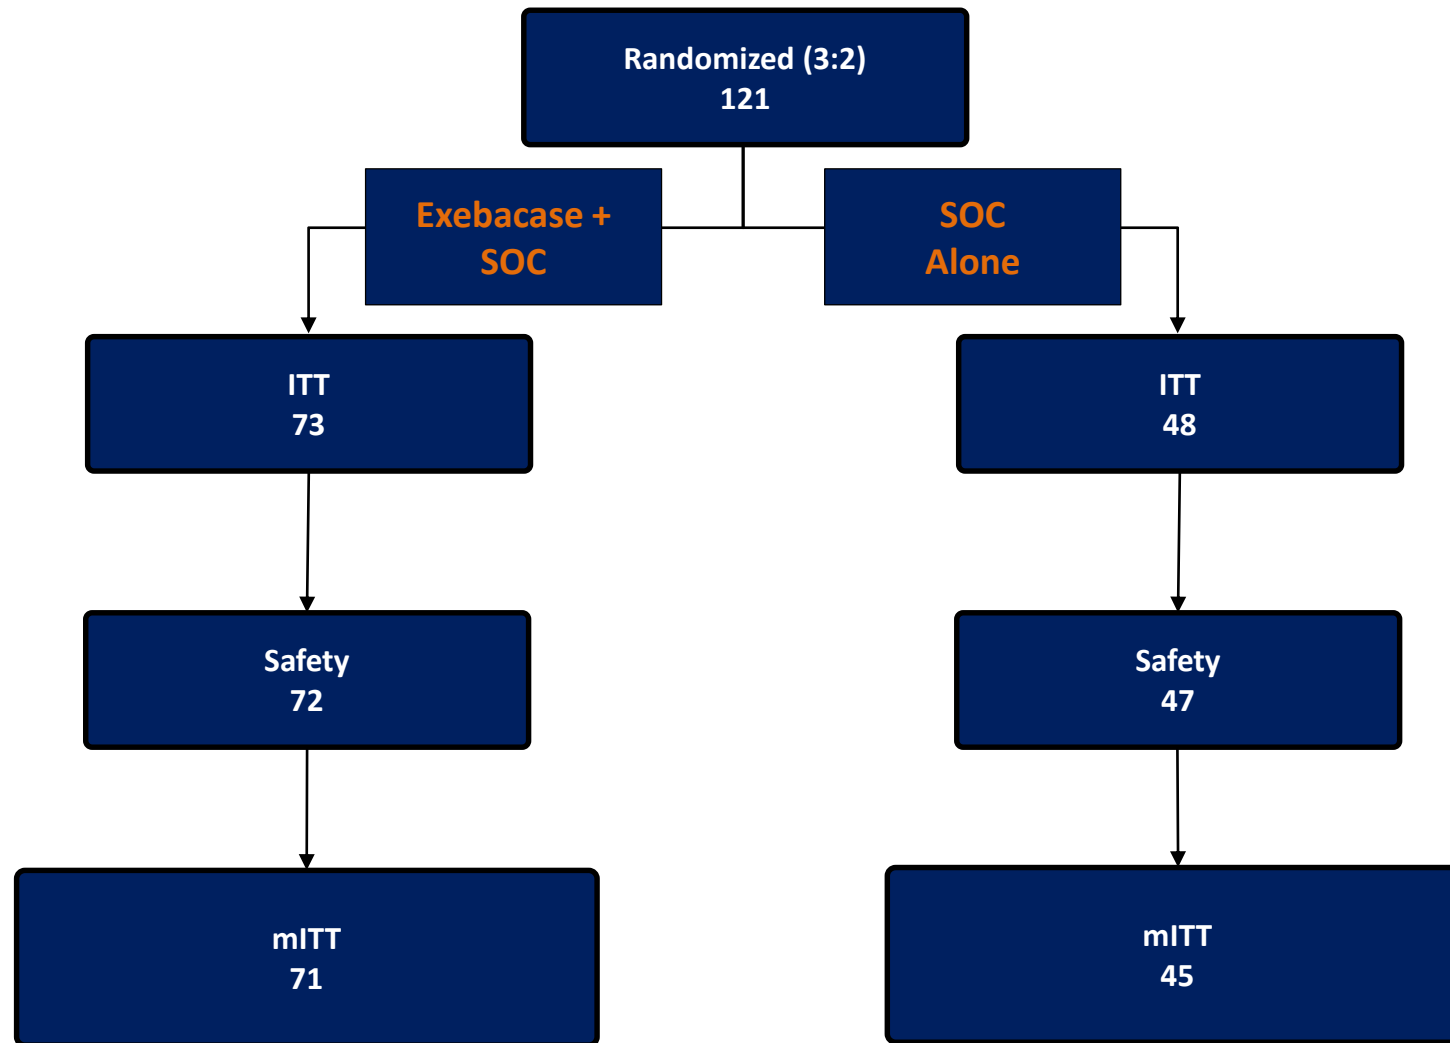 Randomized (3:2)
121
Exebacase +
SOC
SOC
Alone
ITT
73
ITT
48
Safety
72
Safety
47
mITT
71
mITT
45